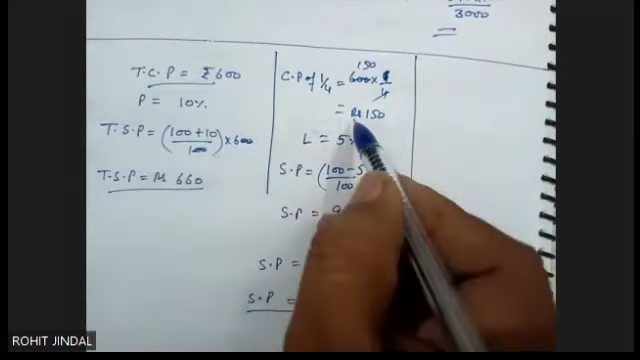 3000
T.C.P = ₹600
P = 10%
T.S.P = (100+10/100) × 600
T.S.P = Rs 660
150
C.P of 1/4 = 600 × 1/4
= Rs 150
L = 5%
S.P = (100-5
100
S.P =
S.P =
S.P =
ROHIT JINDAL